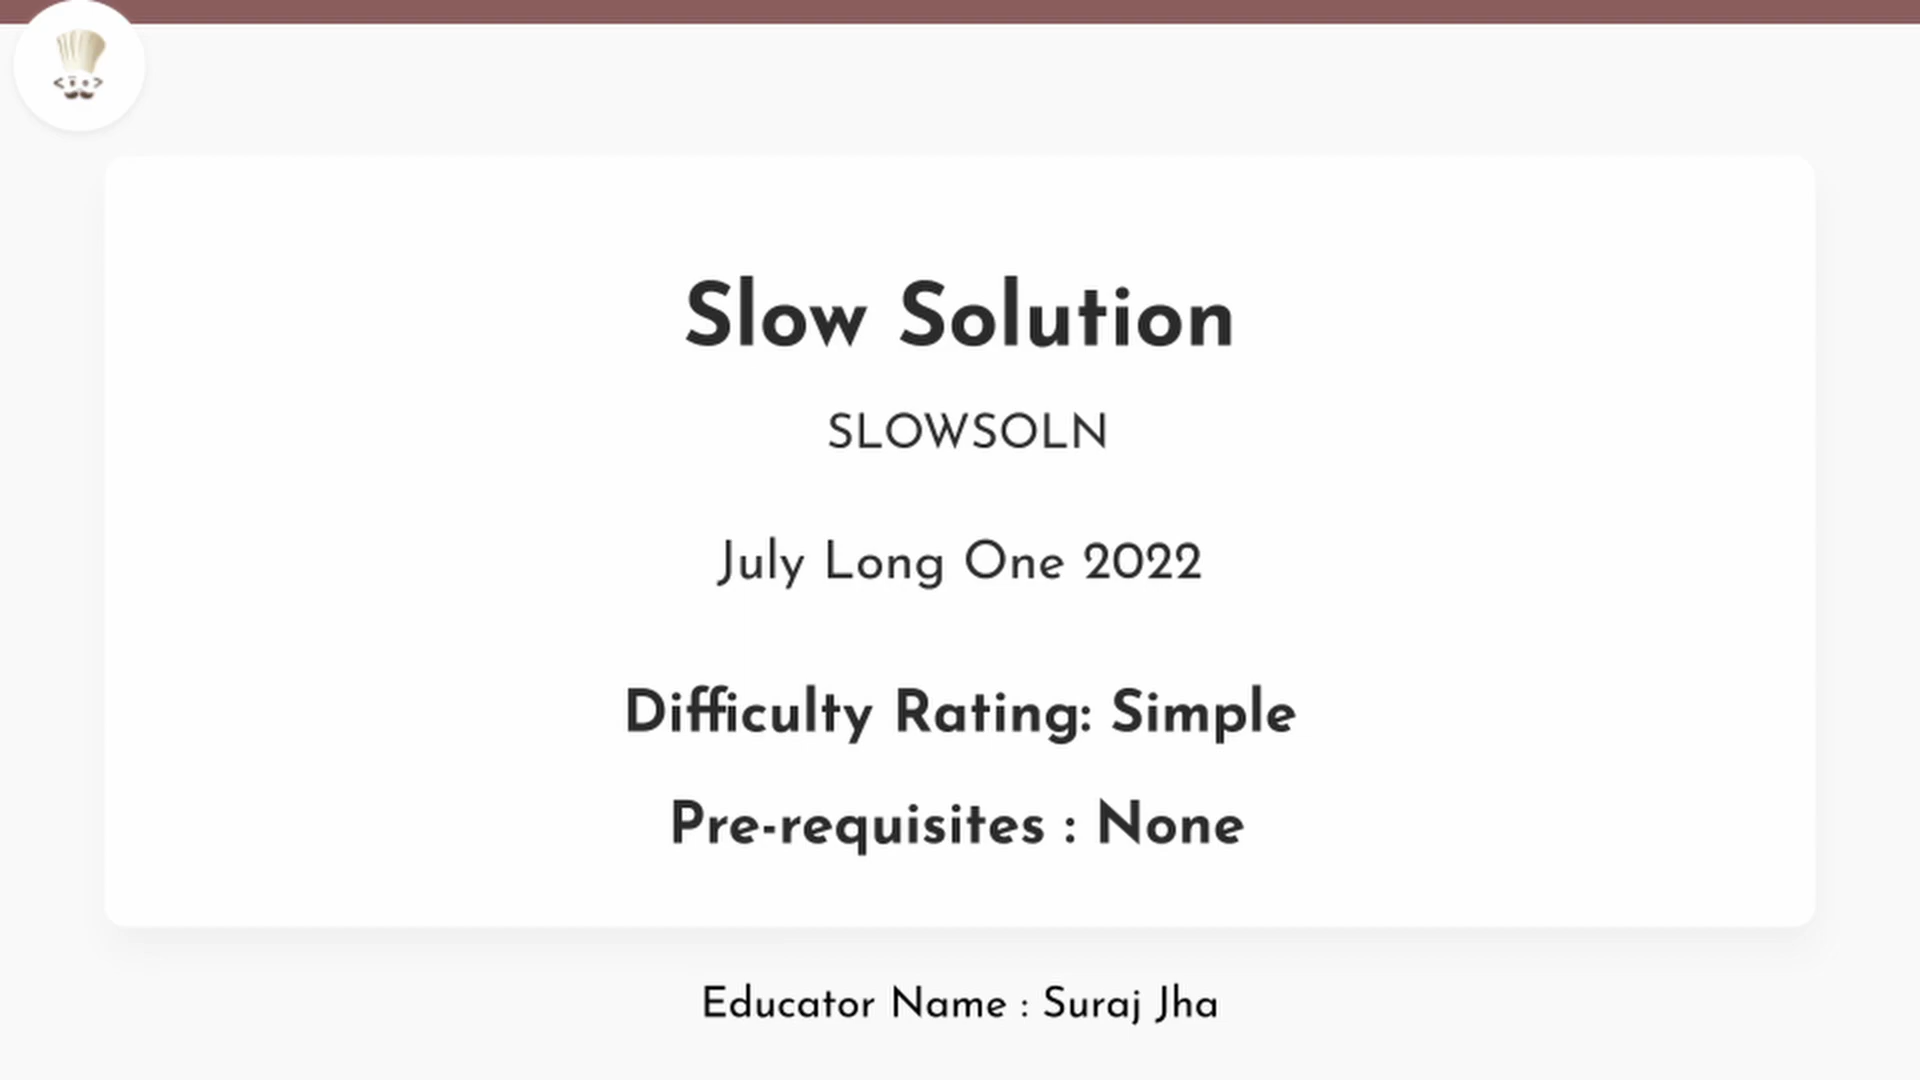 Slow Solution
SLOWSOLN
July Long One 2022
Difficulty Rating: Simple
Pre-requisites : None
Educator Name : Suraj Jha